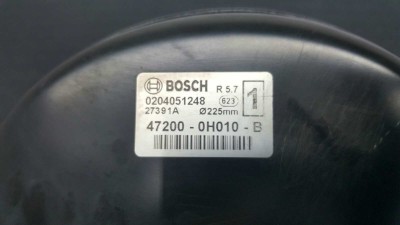 BOSCH R 5.7
0204051248 623
27391A Ø225mm
47200 - 0H010 - B